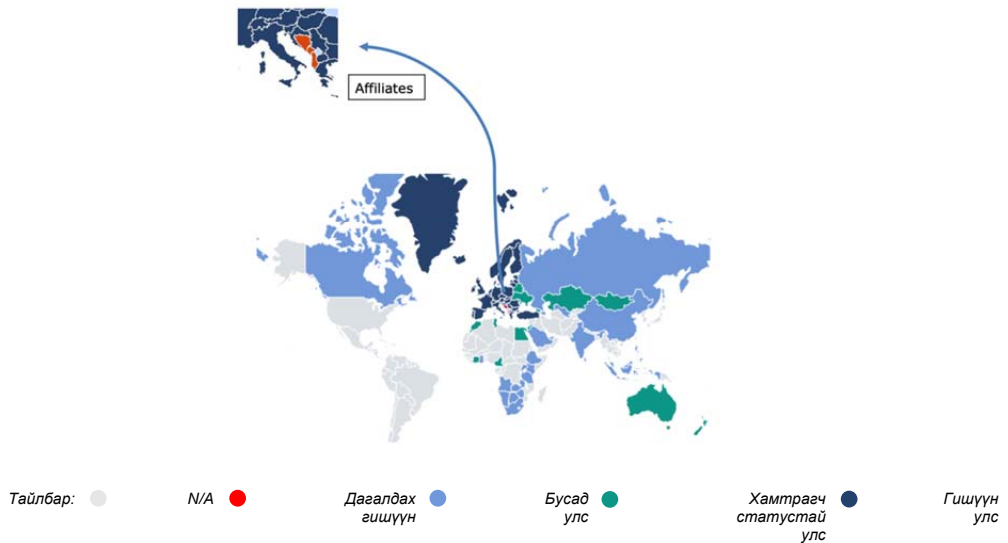 Affiliates
Тайлбар:
N/A
Дагалдах
гишүүн
Бусад
улс
Хамтрагч
статустай
улс
Гишүүн
улс